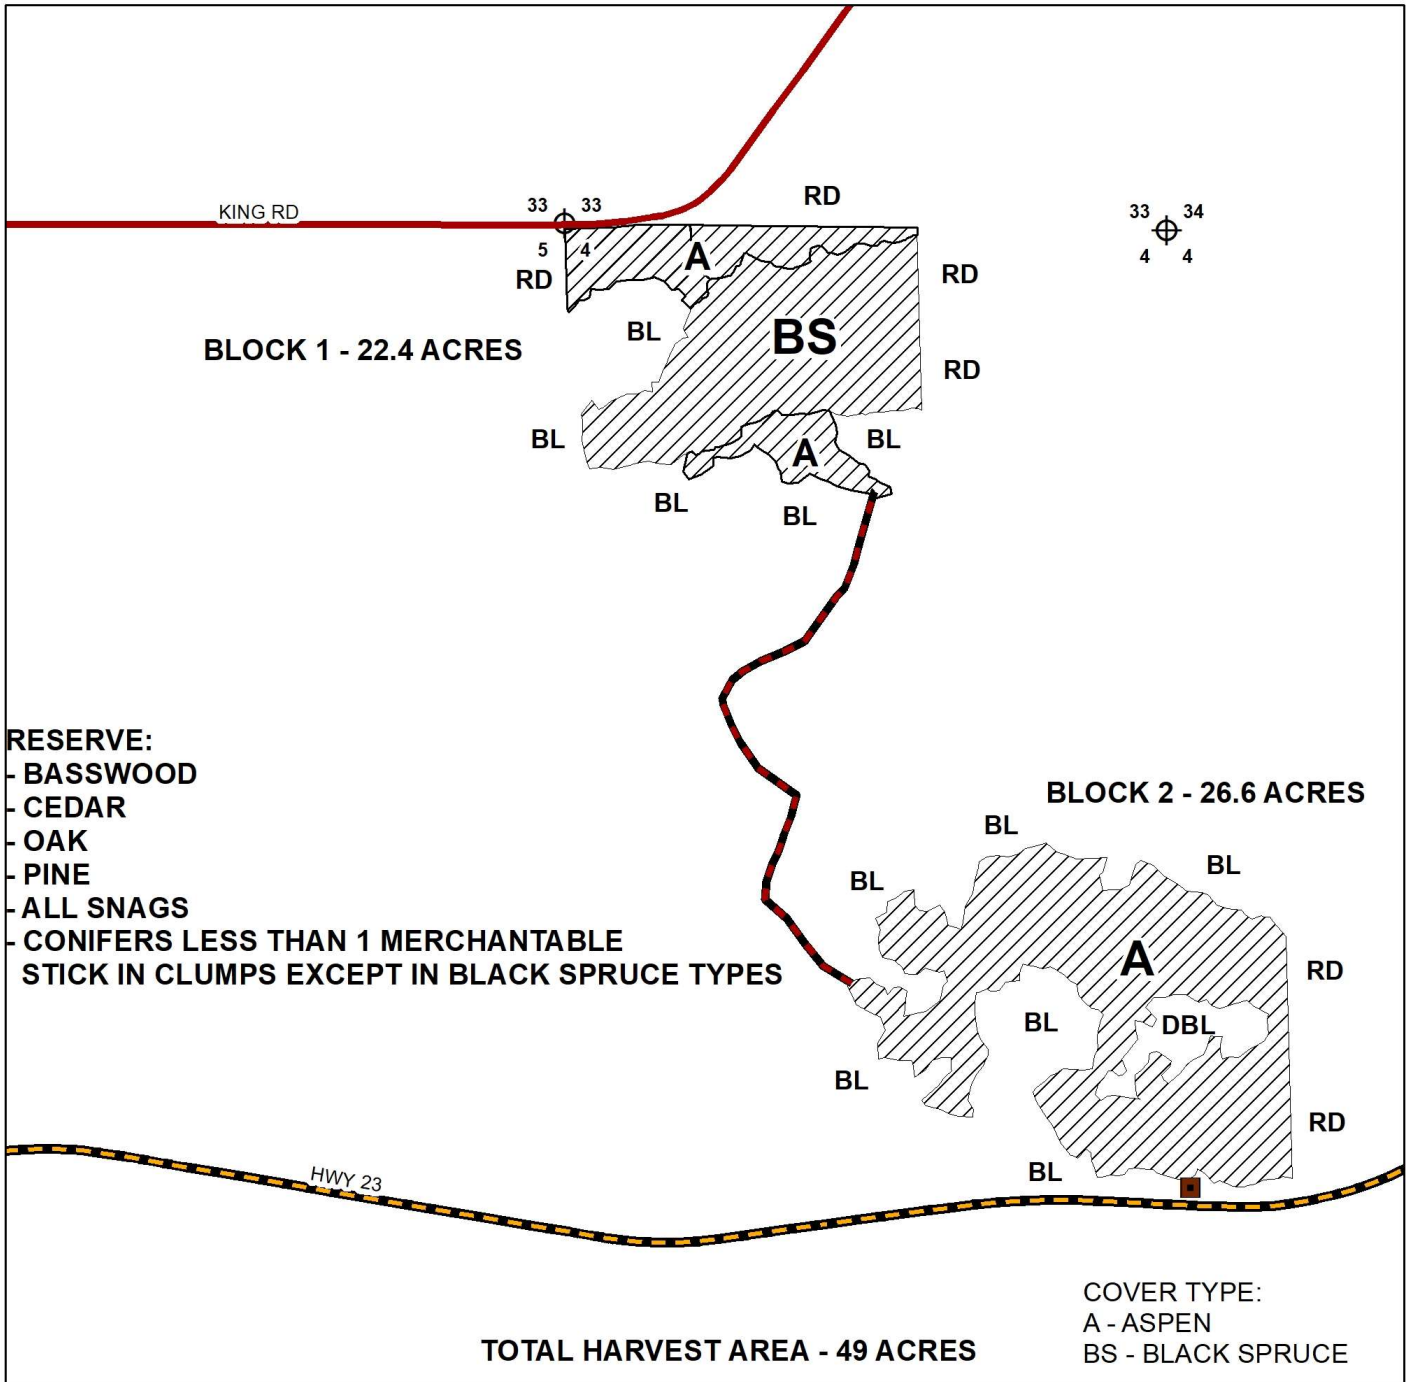 RD
KING RD
33 33
33 34
5 4
4 4
A
RD
RD
BL
BS
BLOCK 1 - 22.4 ACRES
RD
BL
BL
A
BL
BL
RESERVE:
- BASSWOOD
- CEDAR
- OAK
- PINE
- ALL SNAGS
- CONIFERS LESS THAN 1 MERCHANTABLE
STICK IN CLUMPS EXCEPT IN BLACK SPRUCE TYPES
BLOCK 2 - 26.6 ACRES
BL
BL
BL
A
RD
BL
DBL
BL
RD
BL
HWY 23
COVER TYPE:
A - ASPEN
BS - BLACK SPRUCE
TOTAL HARVEST AREA - 49 ACRES